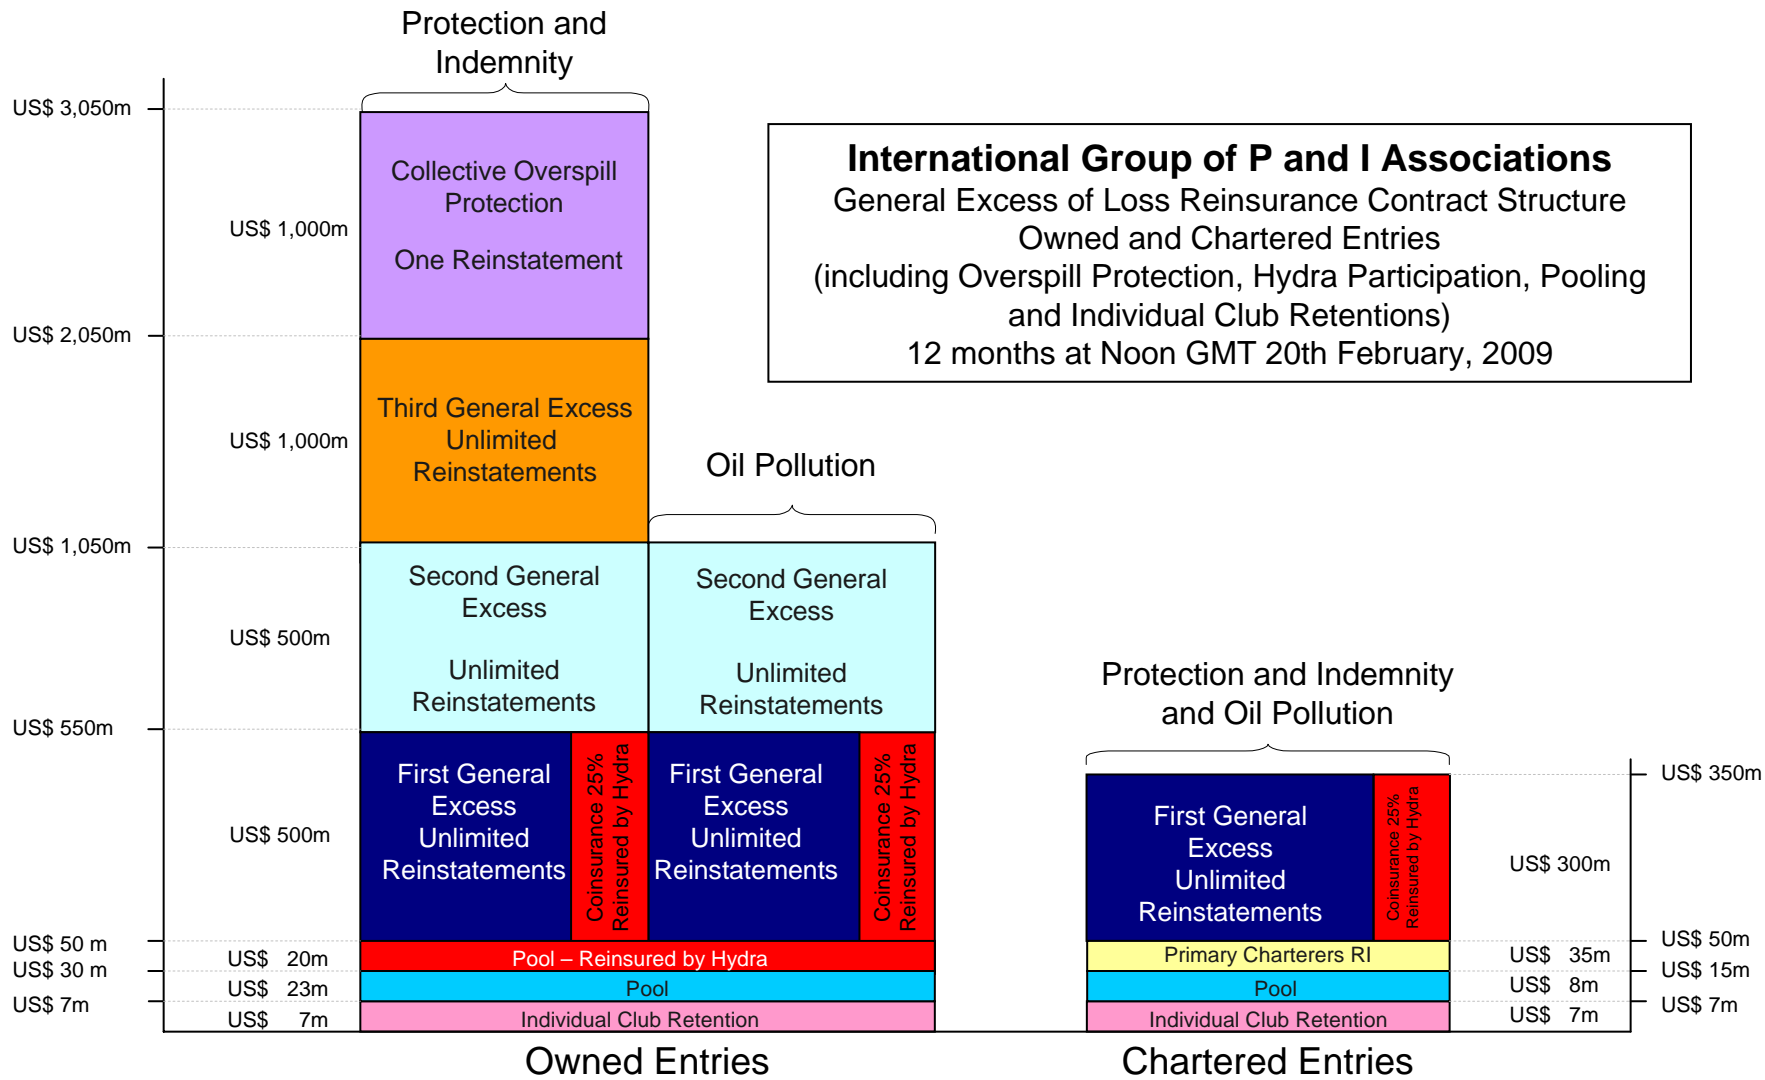 Protection and
Indemnity
US$ 3,050m
International Group of P and I Associations
General Excess of Loss Reinsurance Contract Structure
Owned and Chartered Entries
(including Overspill Protection, Hydra Participation, Pooling
and Individual Club Retentions)
12 months at Noon GMT 20th February, 2009
Collective Overspill
Protection
One Reinstatement
US$ 1,000m
US$ 2,050m
Third General Excess
Unlimited
Reinstatements
US$ 1,000m
Oil Pollution
US$ 1,050m
Second General
Excess
Unlimited
Reinstatements
Second General
Excess
Unlimited
Reinstatements
US$ 500m
Protection and Indemnity
and Oil Pollution
US$ 550m
First General
Excess
Unlimited
Reinstatements
Coinsurance 25%
Reinsured by Hydra
First General
Excess
Unlimited
Reinstatements
Coinsurance 25%
Reinsured by Hydra
US$ 500m
First General
Excess
Unlimited
Reinstatements
Coinsurance 25%
Reinsured by Hydra
US$ 350m
US$ 300m
US$ 50 m
US$ 20m
Pool – Reinsured by Hydra
Primary Charterers RI
US$ 35m
US$ 50m
US$ 30 m
US$ 23m
Pool
Pool
US$ 8m
US$ 15m
US$ 7m
US$ 7m
Individual Club Retention
Individual Club Retention
US$ 7m
US$ 7m
Owned Entries
Chartered Entries